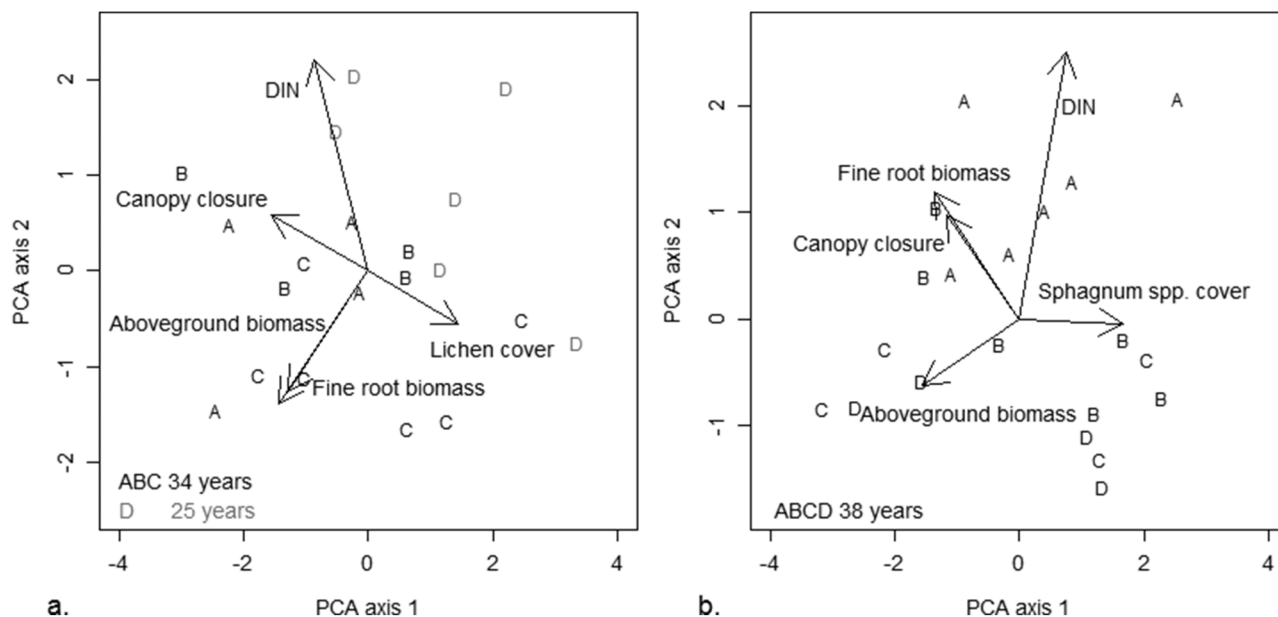 DIN
D
D
D
B
Canopy closure
D
A
A
B
C
D
B
B
A
Aboveground biomass
C
D
Lichen cover
C
C
Fine root biomass
A
C
C
ABC 34 years
D 25 years
2
1
0
-1
-2
PCA axis 2
-4
-2
0
2
4
PCA axis 1
a.
A
A
DIN
Fine root biomass
A
B
A
Canopy closure
A
B
A
Sphagnum spp. cover
B
B
C
C
D
C
D
B
B
Aboveground biomass
D
C
D
ABCD 38 years
2
1
0
-1
PCA axis 2
-4
-2
0
2
4
PCA axis 1
b.